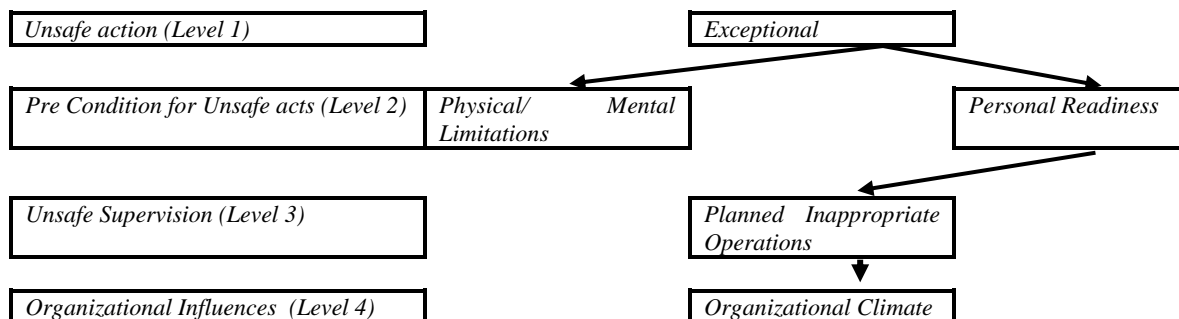 Unsafe action (Level 1)
Exceptional
Pre Condition for Unsafe acts (Level 2)
Physical/ Mental
Limitations
Personal Readiness
Unsafe Supervision (Level 3)
Planned Inappropriate
Operations
Organizational Influences (Level 4)
Organizational Climate